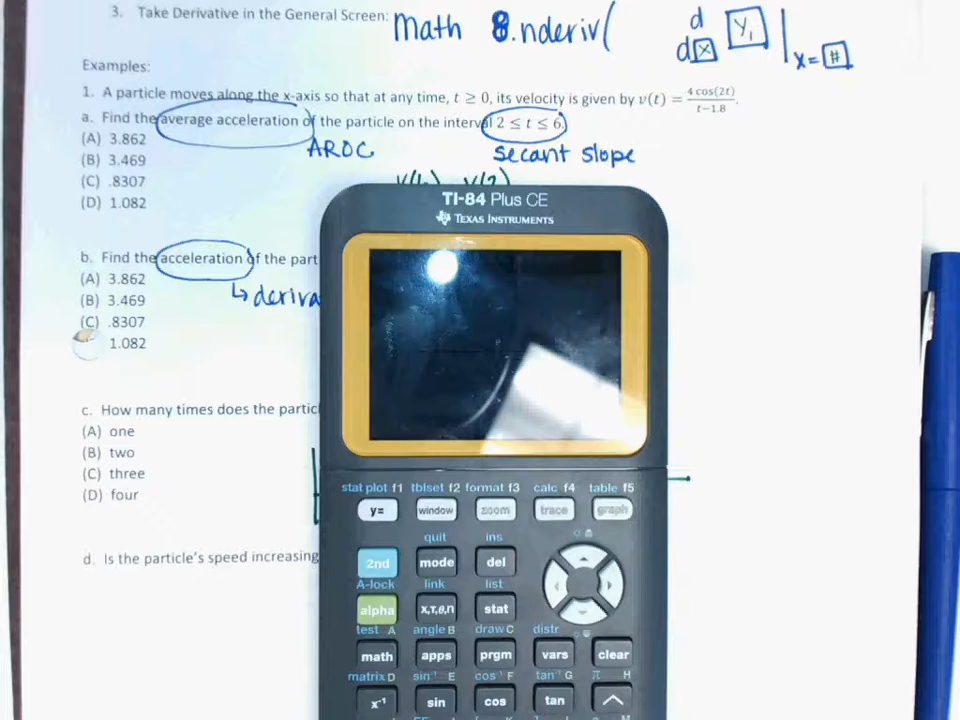 3. Take Derivative in the General Screen: Math 8.nderiv(
d
d[x] [Y₁] | x=[#]
Examples:
1. A particle moves along the x-axis so that at any time, t ≥ 0, its velocity is given by v(t) = 4 cos(2t)/t−1.8.
a. Find the average acceleration of the particle on the interval 2 ≤ t ≤ 6.
(A) 3.862
AROC secant slope
(B) 3.469
(C) .8307
(D) 1.082
b. Find the acceleration of the part
(A) 3.862
↳ deriva
(B) 3.469
(C) .8307
1.082
c. How many times does the partic
(A) one
(B) two
(C) three
(D) four
d. Is the particle's speed increasing
TI-84 Plus CE
TEXAS INSTRUMENTS
stat plot f1 tblset f2 format f3 calc f4 table f5
y= window zoom trace graph
quit ins
2nd mode del
A-lock link list
alpha X,T,θ,n stat
test A angle B draw C distr
math apps prgm vars clear
matrix D sin⁻¹ E cos⁻¹ F tan⁻¹ G π H
x⁻¹ sin cos tan ^